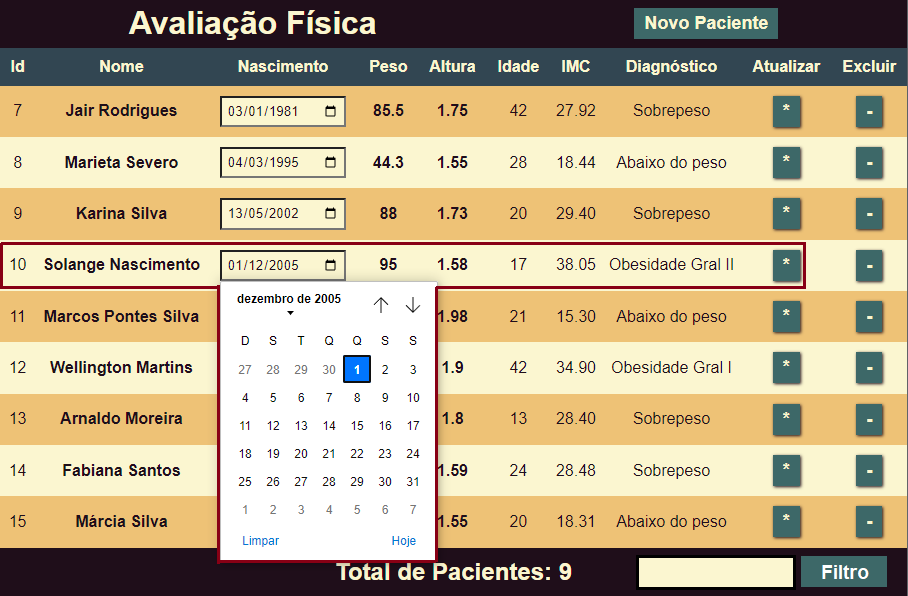 Avaliação Física Novo Paciente
Id Nome Nascimento Peso Altura Idade IMC Diagnóstico Atualizar Excluir
7 Jair Rodrigues 03/01/1981 85.5 1.75 42 27.92 Sobrepeso * -
8 Marieta Severo 04/03/1995 44.3 1.55 28 18.44 Abaixo do peso * -
9 Karina Silva 13/05/2002 88 1.73 20 29.40 Sobrepeso * -
10 Solange Nascimento 01/12/2005 95 1.58 17 38.05 Obesidade Gral II * -
11 Marcos Pontes Silva 1.98 21 15.30 Abaixo do peso * -
12 Wellington Martins 1.9 42 34.90 Obesidade Gral I * -
13 Arnaldo Moreira 1.8 13 28.40 Sobrepeso * -
14 Fabiana Santos 1.59 24 28.48 Sobrepeso * -
15 Márcia Silva 1.55 20 18.31 Abaixo do peso * -
dezembro de 2005
D S T Q Q S S
27 28 29 30 1 2 3
4 5 6 7 8 9 10
11 12 13 14 15 16 17
18 19 20 21 22 23 24
25 26 27 28 29 30 31
1 2 3 4 5 6 7
Limpar Hoje
Total de Pacientes: 9 Filtro